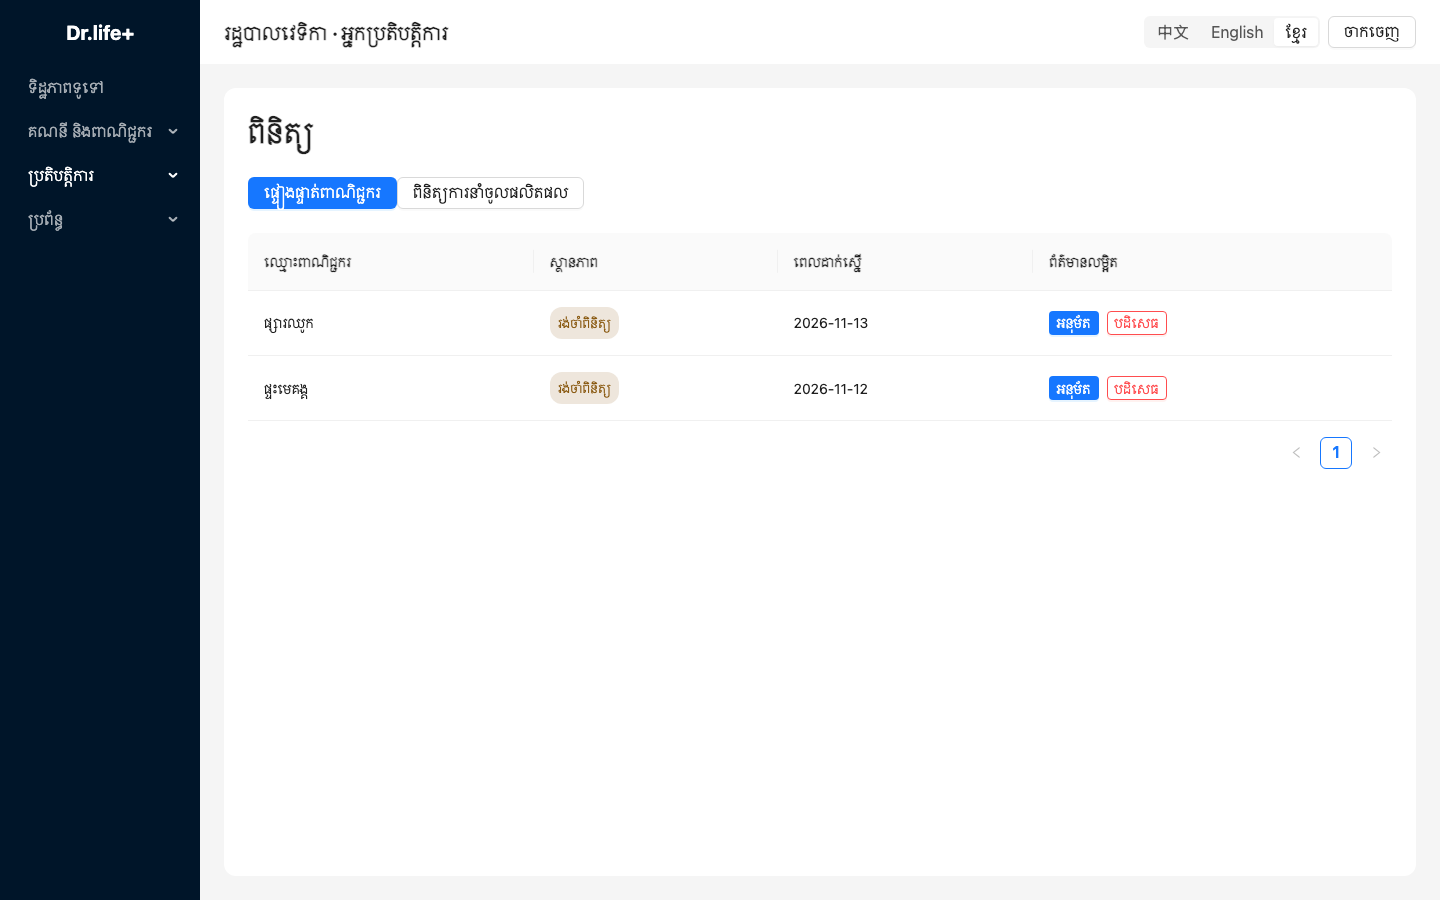 Dr.life+
រដ្ឋបាលវេទិកា · អ្នកប្រតិបត្តិការ
中文 English ខ្មែរ ចាកចេញ
ទិដ្ឋភាពទូទៅ
គណនី និងពាណិជ្ជករ
ប្រតិបត្តិការ
ប្រព័ន្ធ
ពិនិត្យ
ផ្ទៀងផ្ទាត់ពាណិជ្ជករ ពិនិត្យការនាំចូលផលិតផល
ឈ្មោះពាណិជ្ជករ ស្ថានភាព ពេលដាក់ស្នើ ព័ត៌មានលម្អិត
ផ្សារឈូក រង់ចាំពិនិត្យ 2026-11-13 អនុម័ត បដិសេធ
ផ្ទះមេគង្គ រង់ចាំពិនិត្យ 2026-11-12 អនុម័ត បដិសេធ
1